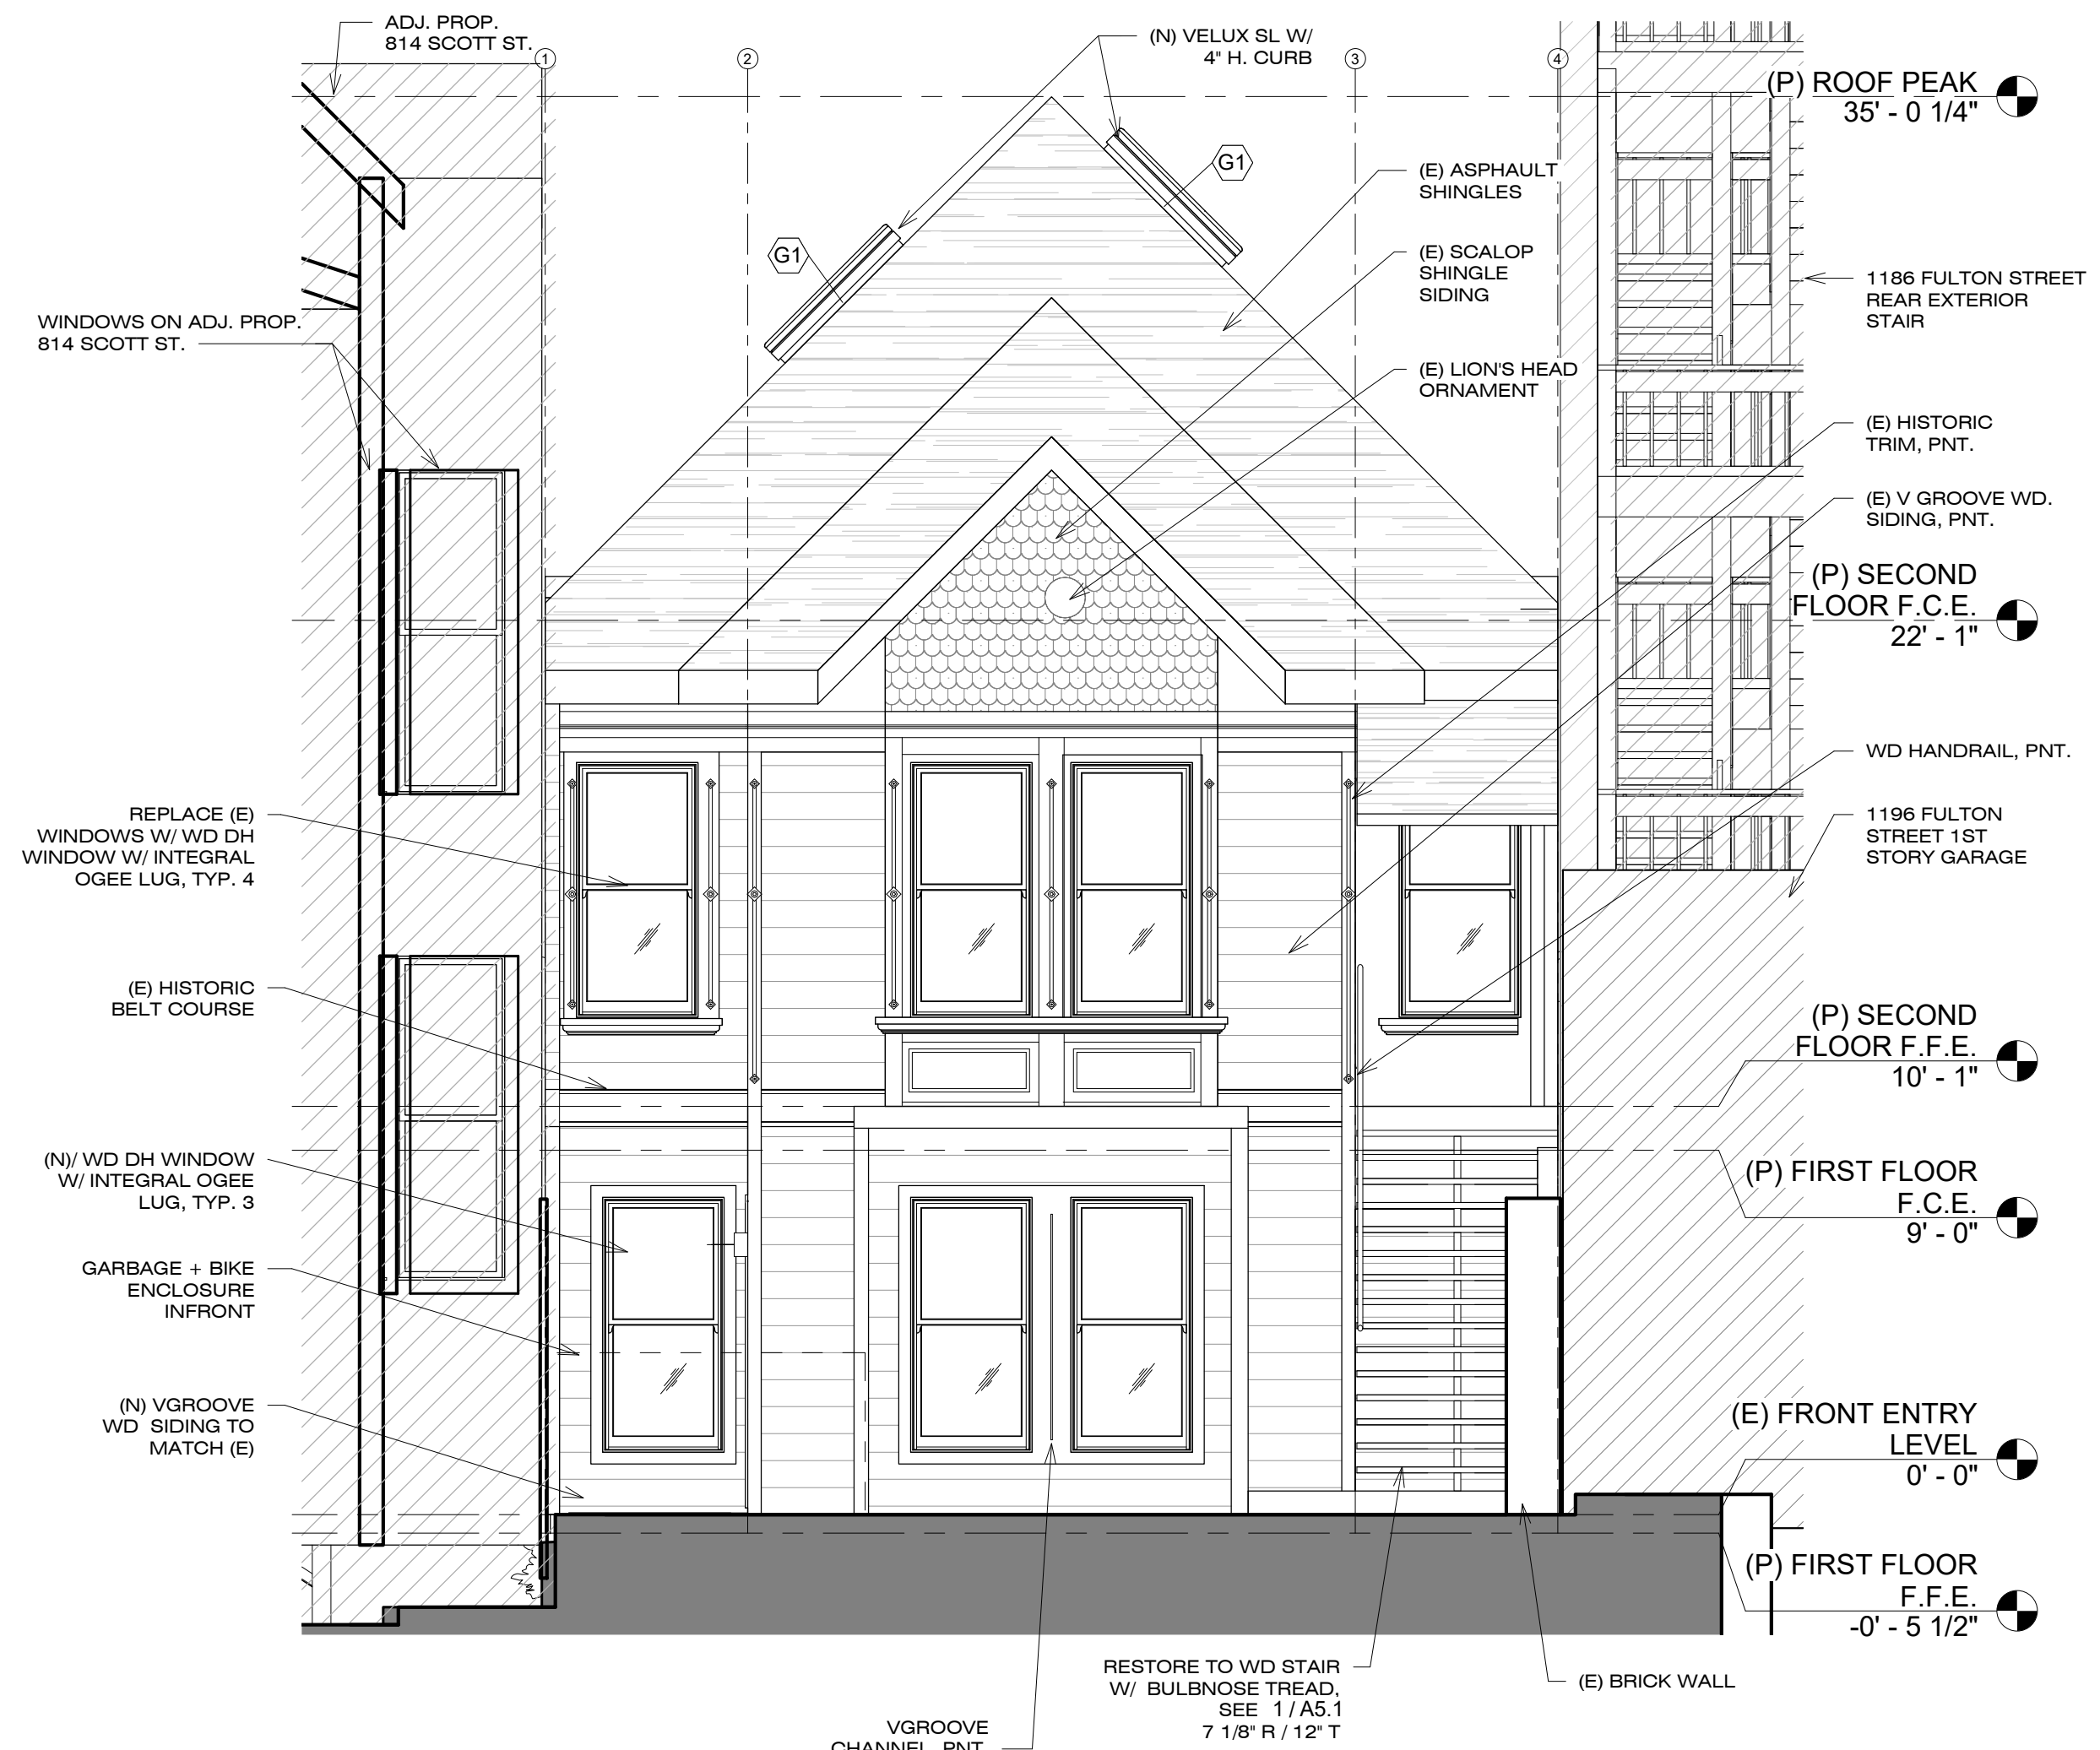 ADJ. PROP.
814 SCOTT ST.
(N) VELUX SL W/
4" H. CURB
1
2
3
4
(P) ROOF PEAK
35' - 0 1/4"
G1
G1
(E) ASPHAULT
SHINGLES
(E) SCALOP
SHINGLE
SIDING
1186 FULTON STREET
REAR EXTERIOR
STAIR
WINDOWS ON ADJ. PROP.
814 SCOTT ST.
(E) LION'S HEAD
ORNAMENT
(E) HISTORIC
TRIM, PNT.
(E) V GROOVE WD.
SIDING, PNT.
(P) SECOND
FLOOR F.C.E.
22' - 1"
WD HANDRAIL, PNT.
REPLACE (E)
WINDOWS W/ WD DH
WINDOW W/ INTEGRAL
OGEE LUG, TYP. 4
1196 FULTON
STREET 1ST
STORY GARAGE
(E) HISTORIC
BELT COURSE
(P) SECOND
FLOOR F.F.E.
10' - 1"
(N)/ WD DH WINDOW
W/ INTEGRAL OGEE
LUG, TYP. 3
(P) FIRST FLOOR
F.C.E.
9' - 0"
GARBAGE + BIKE
ENCLOSURE
INFRONT
(N) VGROOVE
WD SIDING TO
MATCH (E)
(E) FRONT ENTRY
LEVEL
0' - 0"
(P) FIRST FLOOR
F.F.E.
-0' - 5 1/2"
RESTORE TO WD STAIR
W/ BULBNOSE TREAD,
SEE 1 / A5.1
7 1/8" R / 12" T
(E) BRICK WALL
VGROOVE
CHANNEL, PNT.